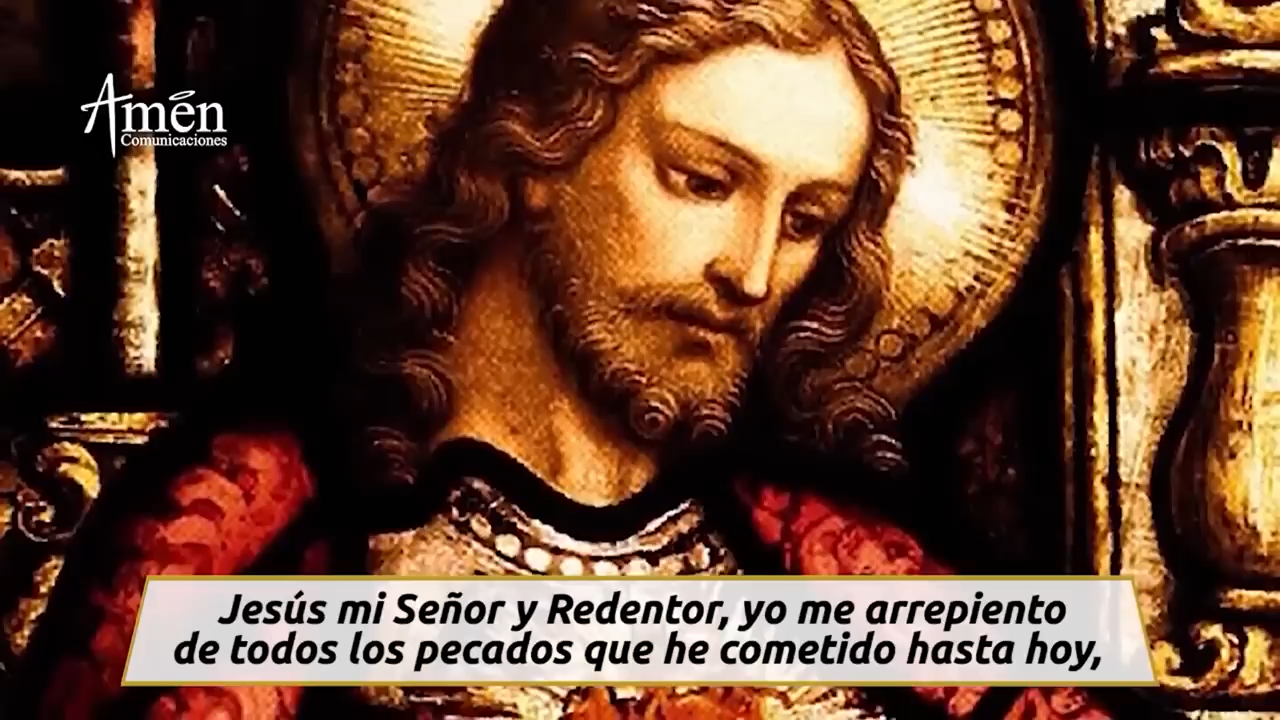 Amén
Comunicaciones
Jesús mi Señor y Redentor, yo me arrepiento
de todos los pecados que he cometido hasta hoy,